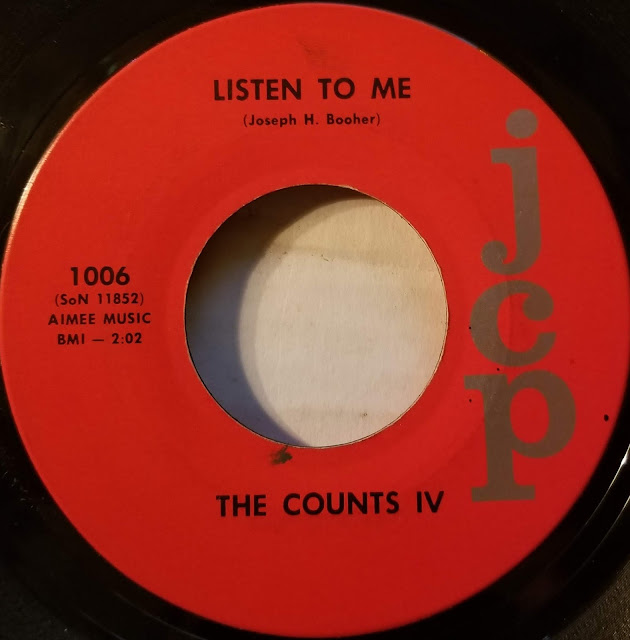 LISTEN TO ME
(Joseph H. Booher)
jcp
1006
(SoN 11852)
AIMEE MUSIC
BMI — 2:02
THE COUNTS IV